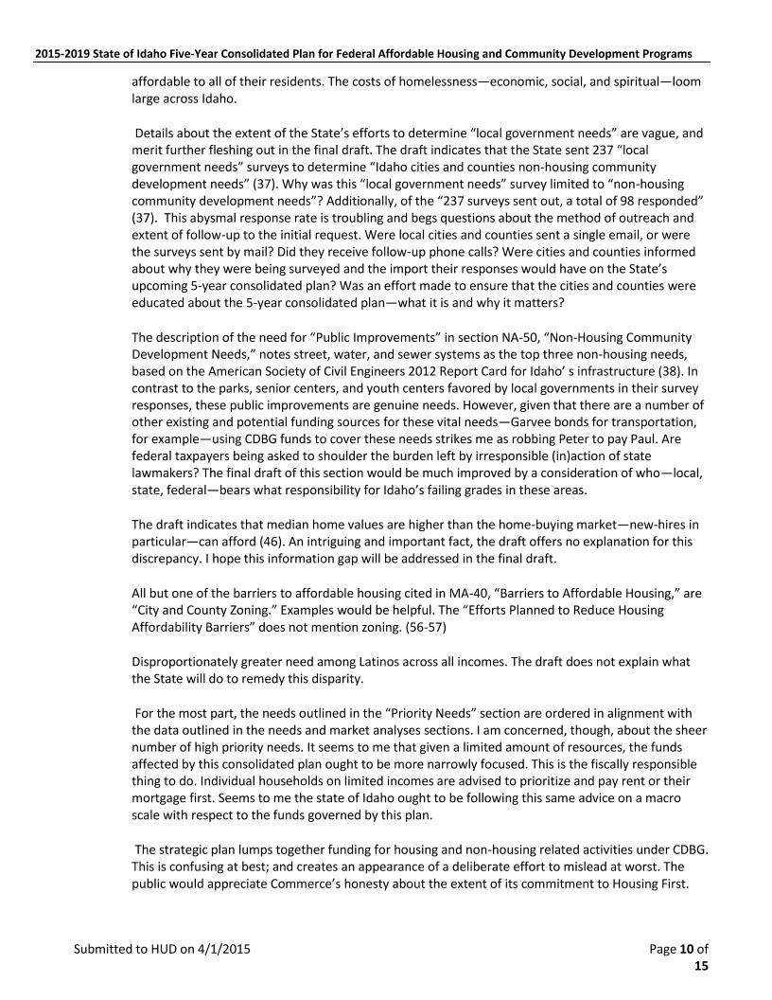 2015-2019 State of Idaho Five-Year Consolidated Plan for Federal Affordable Housing and Community Development Programs
affordable to all of their residents. The costs of homelessness—economic, social, and spiritual—loom
large across Idaho.
Details about the extent of the State's efforts to determine “local government needs” are vague, and
merit further fleshing out in the final draft. The draft indicates that the State sent 237 “local
government needs” surveys to determine “Idaho cities and counties non-housing community
development needs” (37). Why was this “local government needs” survey limited to “non-housing
community development needs”? Additionally, of the “237 surveys sent out, a total of 98 responded”
(37).  This abysmal response rate is troubling and begs questions about the method of outreach and
extent of follow-up to the initial request. Were local cities and counties sent a single email, or were
the surveys sent by mail? Did they receive follow-up phone calls? Were cities and counties informed
about why they were being surveyed and the import their responses would have on the State's
upcoming 5-year consolidated plan? Was an effort made to ensure that the cities and counties were
educated about the 5-year consolidated plan—what it is and why it matters?
The description of the need for “Public Improvements” in section NA-50, “Non-Housing Community
Development Needs,” notes street, water, and sewer systems as the top three non-housing needs,
based on the American Society of Civil Engineers 2012 Report Card for Idaho’ s infrastructure (38). In
contrast to the parks, senior centers, and youth centers favored by local governments in their survey
responses, these public improvements are genuine needs. However, given that there are a number of
other existing and potential funding sources for these vital needs—Garvee bonds for transportation,
for example—using CDBG funds to cover these needs strikes me as robbing Peter to pay Paul. Are
federal taxpayers being asked to shoulder the burden left by irresponsible (in)action of state
lawmakers? The final draft of this section would be much improved by a consideration of who—local,
state, federal—bears what responsibility for Idaho's failing grades in these areas.
The draft indicates that median home values are higher than the home-buying market—new-hires in
particular—can afford (46). An intriguing and important fact, the draft offers no explanation for this
discrepancy. I hope this information gap will be addressed in the final draft.
All but one of the barriers to affordable housing cited in MA-40, “Barriers to Affordable Housing,” are
“City and County Zoning.” Examples would be helpful. The “Efforts Planned to Reduce Housing
Affordability Barriers” does not mention zoning. (56-57)
Disproportionately greater need among Latinos across all incomes. The draft does not explain what
the State will do to remedy this disparity.
For the most part, the needs outlined in the “Priority Needs” section are ordered in alignment with
the data outlined in the needs and market analyses sections. I am concerned, though, about the sheer
number of high priority needs. It seems to me that given a limited amount of resources, the funds
affected by this consolidated plan ought to be more narrowly focused. This is the fiscally responsible
thing to do. Individual households on limited incomes are advised to prioritize and pay rent or their
mortgage first. Seems to me the state of Idaho ought to be following this same advice on a macro
scale with respect to the funds governed by this plan.
The strategic plan lumps together funding for housing and non-housing related activities under CDBG.
This is confusing at best; and creates an appearance of a deliberate effort to mislead at worst. The
public would appreciate Commerce's honesty about the extent of its commitment to Housing First.
Submitted to HUD on 4/1/2015
Page 10 of
15